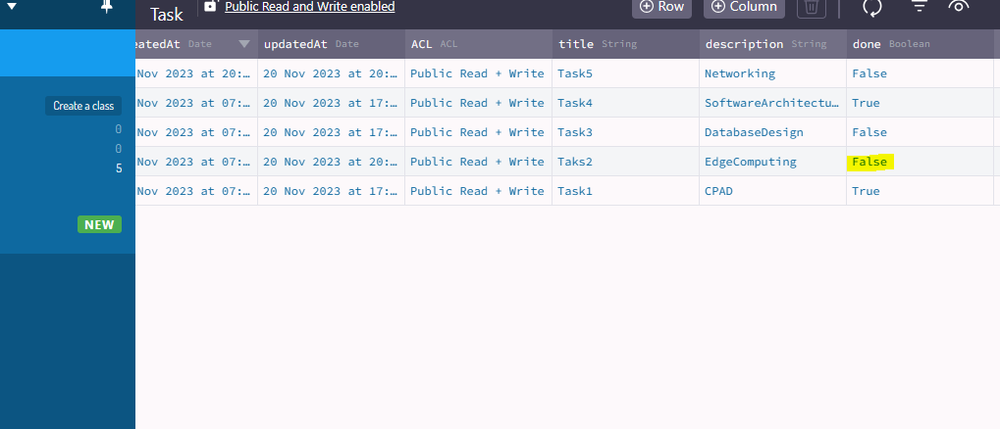 Task
Public Read and Write enabled
Row
Column
eatedAt Date updatedAt Date ACL ACL title String description String done Boolean
Nov 2023 at 20:… 20 Nov 2023 at 20:… Public Read + Write Task5 Networking False
Nov 2023 at 07:… 20 Nov 2023 at 17:… Public Read + Write Task4 SoftwareArchitectu… True
Nov 2023 at 07:… 20 Nov 2023 at 17:… Public Read + Write Task3 DatabaseDesign False
Nov 2023 at 07:… 20 Nov 2023 at 20:… Public Read + Write Taks2 EdgeComputing False
Nov 2023 at 07:… 20 Nov 2023 at 17:… Public Read + Write Task1 CPAD True
Create a class
0
0
5
NEW